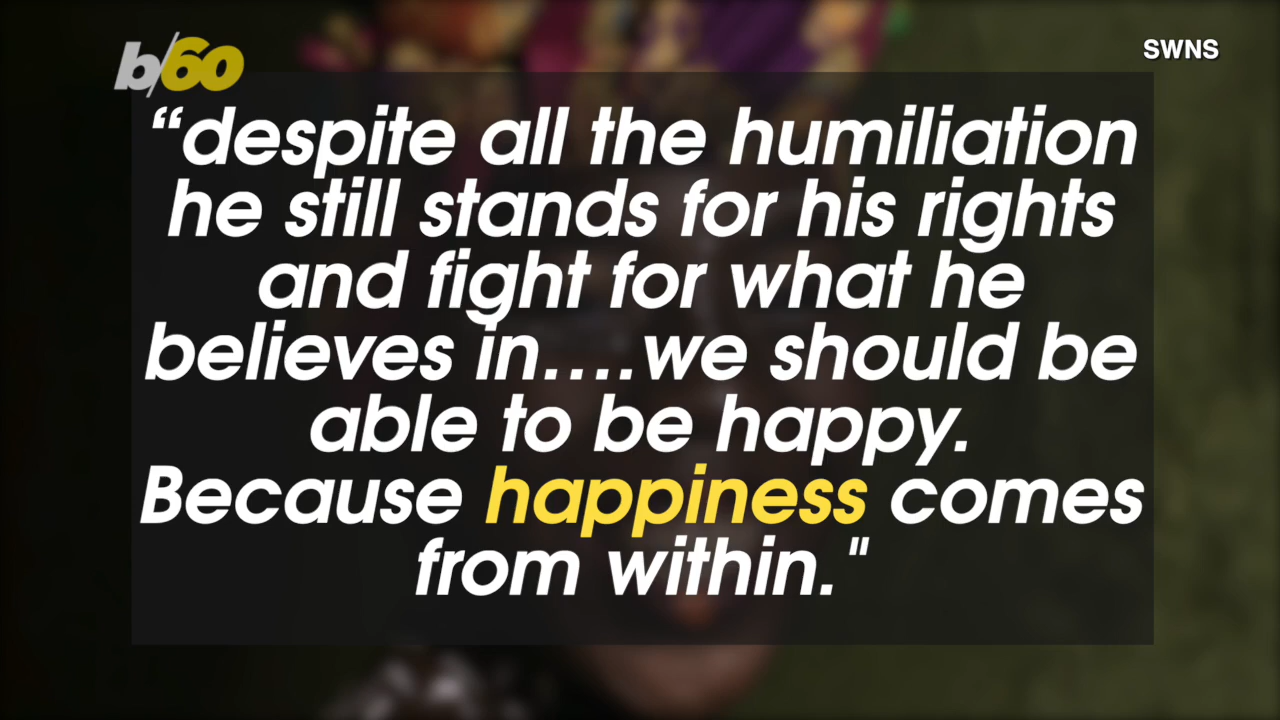 b/60
SWNS
“despite all the humiliation
he still stands for his rights
and fight for what he
believes in....we should be
able to be happy.
Because happiness comes
from within."